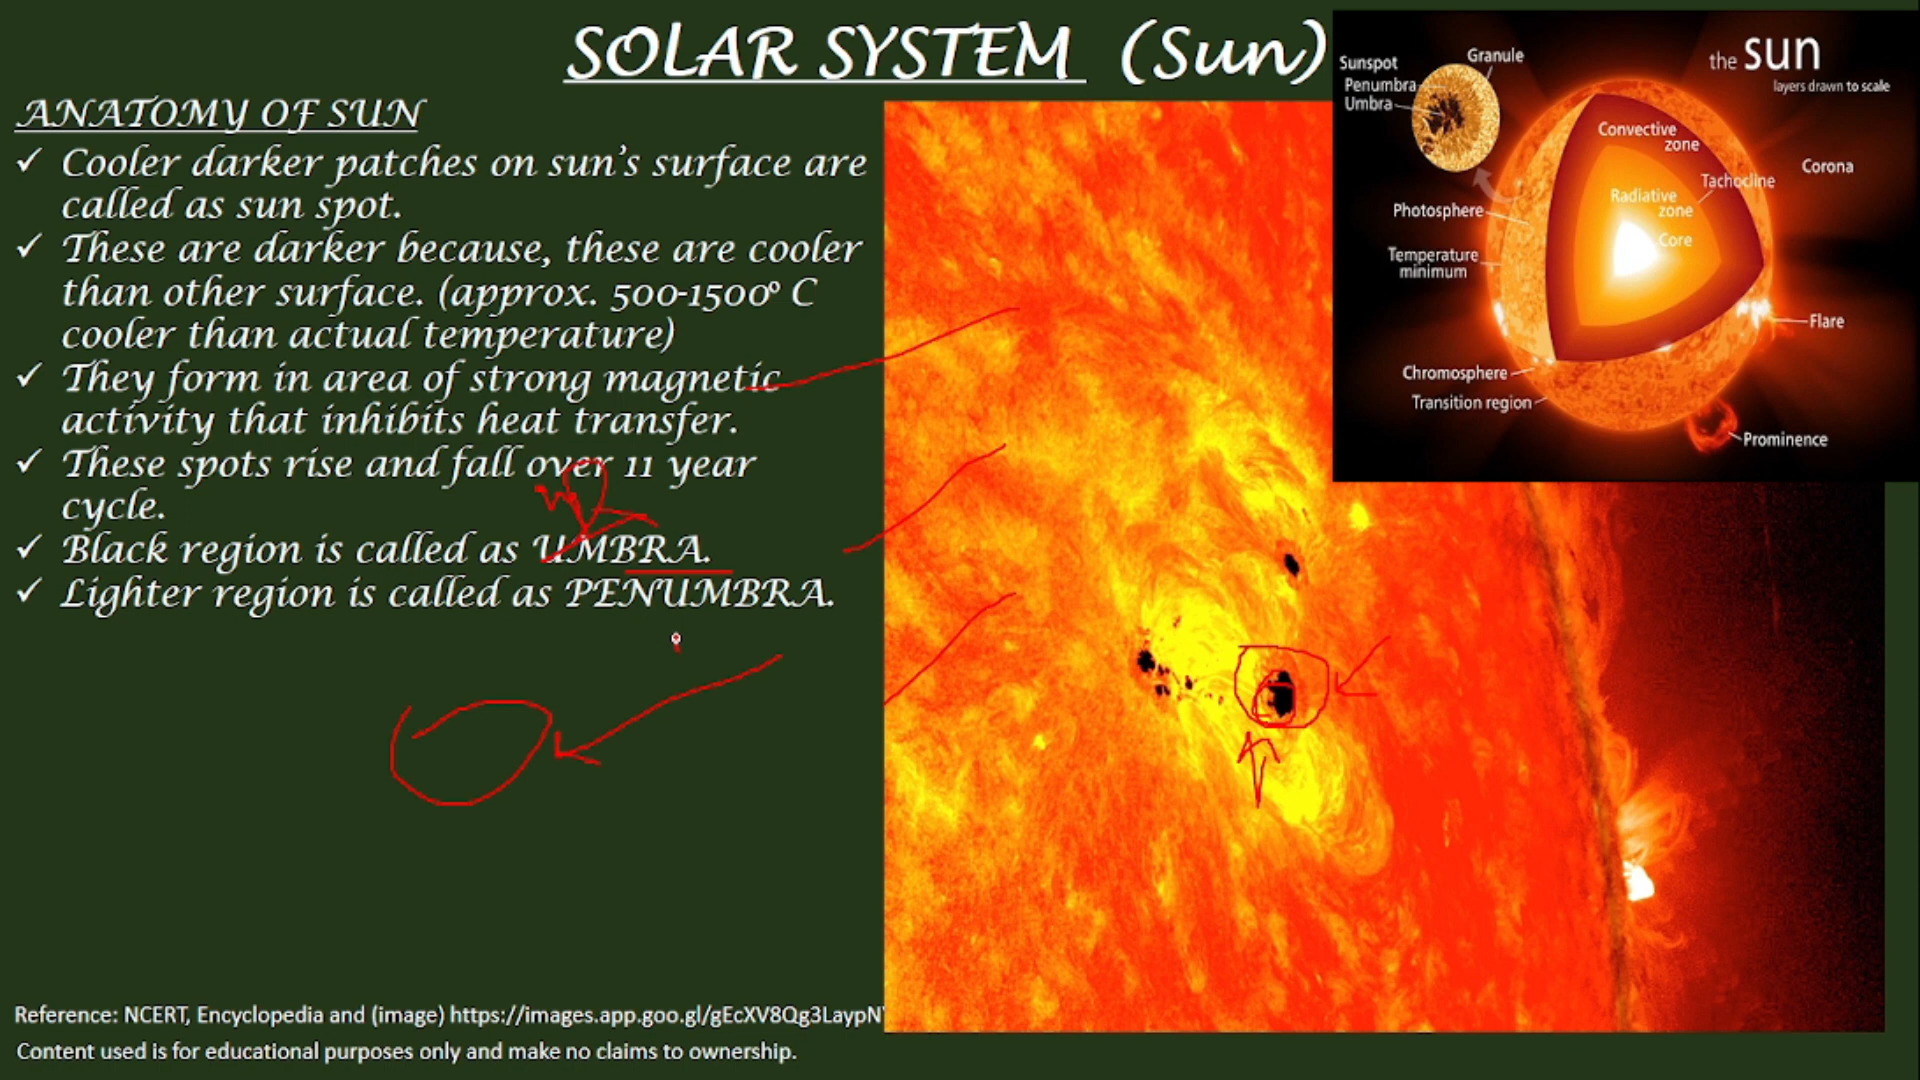 SOLAR SYSTEM (Sun)
ANATOMY OF SUN
✓ Cooler darker patches on sun's surface are
called as sun spot.
✓ These are darker because, these are cooler
than other surface. (approx. 500-1500⁰ C
cooler than actual temperature)
✓ They form in area of strong magnetic
activity that inhibits heat transfer.
✓ These spots rise and fall over 11 year
cycle.
✓ Black region is called as UMBRA.
✓ Lighter region is called as PENUMBRA.
Reference: NCERT, Encyclopedia and (image) https://images.app.goo.gl/gEcXV8Qg3LaypN
Content used is for educational purposes only and make no claims to ownership.
the sun
layers drawn to scale
Sunspot
Penumbra
Umbra
Granule
Convective
zone
Corona
Tachocline
Radiative
zone
Core
Photosphere
Temperature
minimum
Flare
Chromosphere
Transition region
Prominence